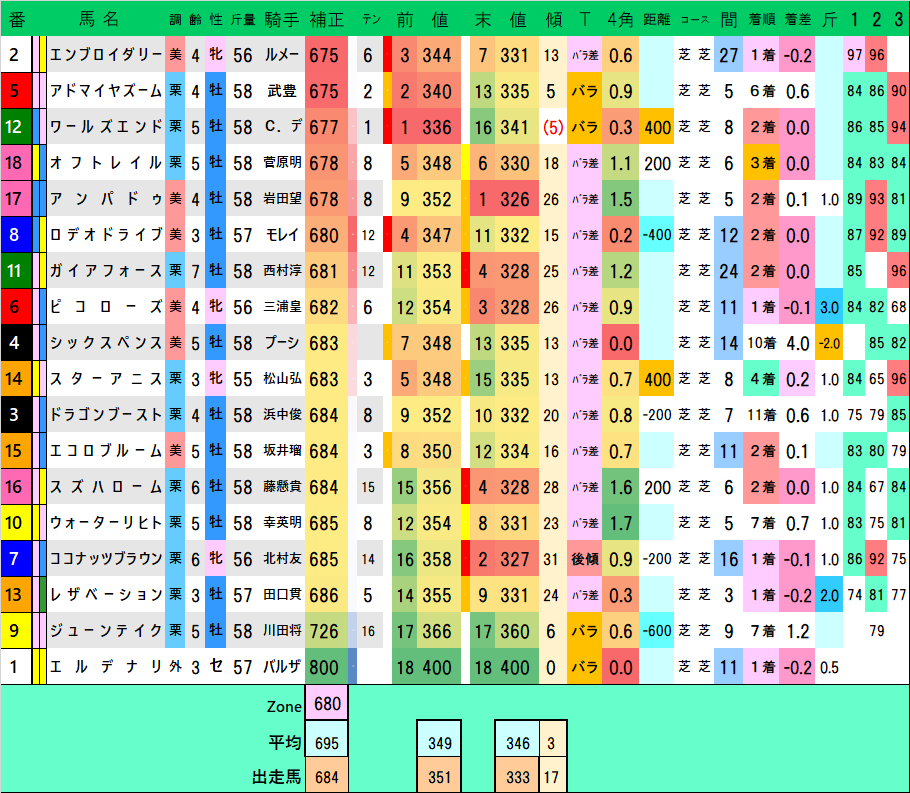 番 馬名 調 齢 性 斤量 騎手 補正 テン 前 値 末 値 傾 T 4角 距離 コース 間 着順 着差 斤 1 2 3
2 エンブロイダリー 美 4 牝 56 ルメー 675 6 3 344 7 331 13 バラ差 0.6 芝 芝 27 1着 -0.2 97 96
5 アドマイヤズーム 栗 4 牡 58 武豊 675 2 2 340 13 335 5 バラ 0.9 芝 芝 5 6着 0.6 84 86 90
12 ワールズエンド 栗 5 牡 58 C.デ 677 1 1 336 16 341 (5) バラ 0.3 400 芝 芝 8 2着 0.0 86 85 94
18 オフトレイル 栗 5 牡 58 菅原明 678 8 5 348 6 330 18 バラ差 1.1 200 芝 芝 6 3着 0.0 84 83 84
17 アンパドゥ 美 4 牡 58 岩田望 678 8 9 352 1 326 26 バラ差 1.5 芝 芝 5 2着 0.1 1.0 89 93 81
8 ロデオドライブ 美 3 牡 57 モレイ 680 12 4 347 11 332 15 バラ差 0.2 -400 芝 芝 12 2着 0.0 87 92 89
11 ガイアフォース 栗 7 牡 58 西村淳 681 12 11 353 4 328 25 バラ差 1.2 芝 芝 24 2着 0.0 85 96
6 ピコローズ 美 4 牝 56 三浦皇 682 6 12 354 3 328 26 バラ差 0.9 芝 芝 11 1着 -0.1 3.0 84 82 68
4 シックスペンス 美 5 牡 58 プーシ 683 7 348 13 335 13 バラ差 0.0 芝 芝 14 10着 4.0 -2.0 85 82
14 スターアニス 栗 3 牝 55 松山弘 683 3 5 348 15 335 13 バラ差 0.7 400 芝 芝 8 4着 0.2 1.0 84 65 96
3 ドラゴンブースト 栗 4 牡 58 浜中俊 684 8 9 352 10 332 20 バラ差 0.8 -200 芝 芝 7 11着 0.6 1.0 75 79 85
15 エコロブルーム 美 5 牡 58 坂井瑠 684 3 8 350 12 334 16 バラ差 0.7 芝 芝 11 2着 0.1 83 80 79
16 スズハローム 栗 6 牡 58 藤懸貴 684 15 15 356 4 328 28 バラ差 1.6 200 芝 芝 6 2着 0.0 1.0 84 67 84
10 ウォーターリヒト 栗 5 牡 58 幸英明 685 8 12 354 8 331 23 バラ差 1.7 芝 芝 5 7着 0.7 1.0 83 75 81
7 ココナッツブラウン 栗 6 牝 56 北村友 685 14 16 358 2 327 31 後傾 0.9 -200 芝 芝 16 1着 -0.1 1.0 86 92 75
13 レザベーション 栗 3 牡 57 田口貫 686 5 14 355 9 331 24 バラ差 0.3 芝 芝 3 1着 -0.2 2.0 74 81 77
9 ジューンテイク 栗 5 牡 58 川田将 726 16 17 366 17 360 6 バラ 0.6 -600 芝 芝 9 7着 1.2 79
1 エルデナリ 外 3 セ 57 バルザ 800 18 400 18 400 0 バラ 0.0 芝 芝 11 1着 -0.2 0.5
Zone 680
平均 695 349 346 3
出走馬 684 351 333 17